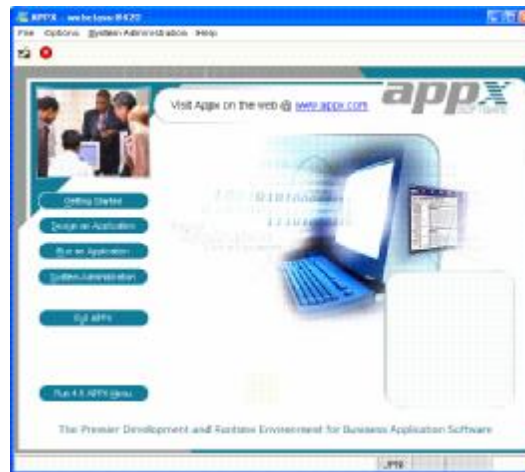 APPX - webclasv:8420
File Options System Administration Help
Visit Appx on the web @ www.appx.com
appx
SOFTWARE
Getting Started
Design an Application
Run an Application
System Administration
Exit APPX
Run 4.X APPX Menu
The Premier Development and Runtime Environment for Business Application Software